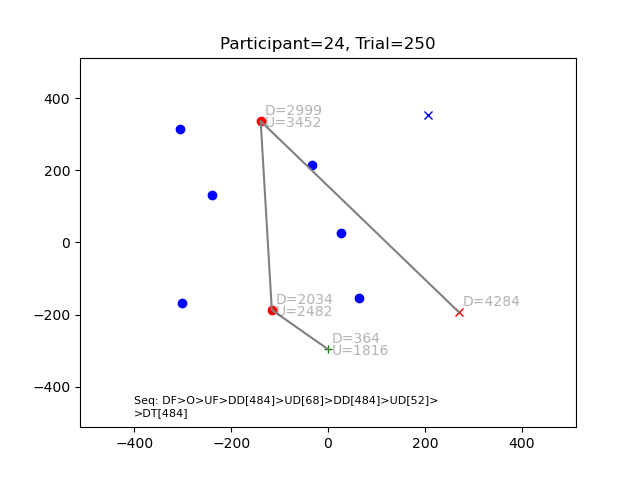 Participant=24, Trial=250
400
200
0
−200
−400
D=2999
U=3452
D=2034
U=2482
D=4284
D=364
U=1816
Seq: DF>O>UF>DD[484]>UD[68]>DD[484]>UD[52]>
>DT[484]
−400
−200
0
200
400